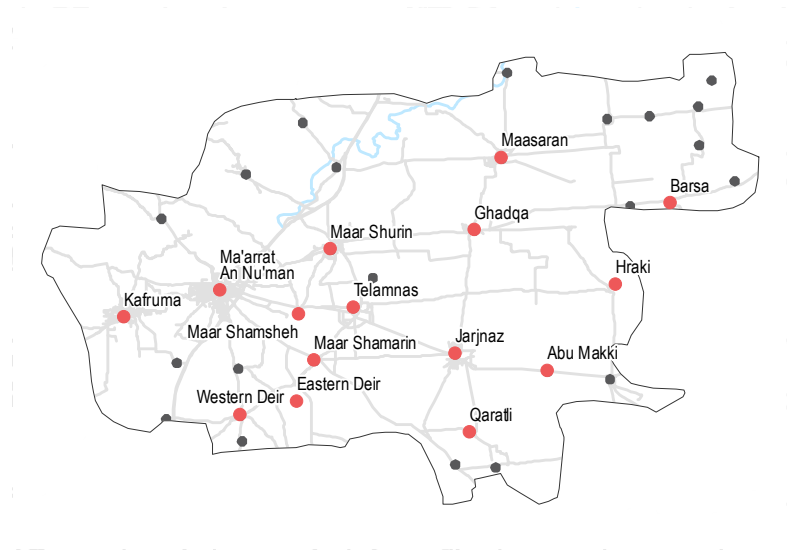 Maasaran
Barsa
Ghadqa
Maar Shurin
Ma'arrat
An Nu'man
Hraki
Telamnas
Kafruma
Maar Shamsheh
Maar Shamarin
Jarjnaz
Abu Makki
Eastern Deir
Western Deir
Qaratli